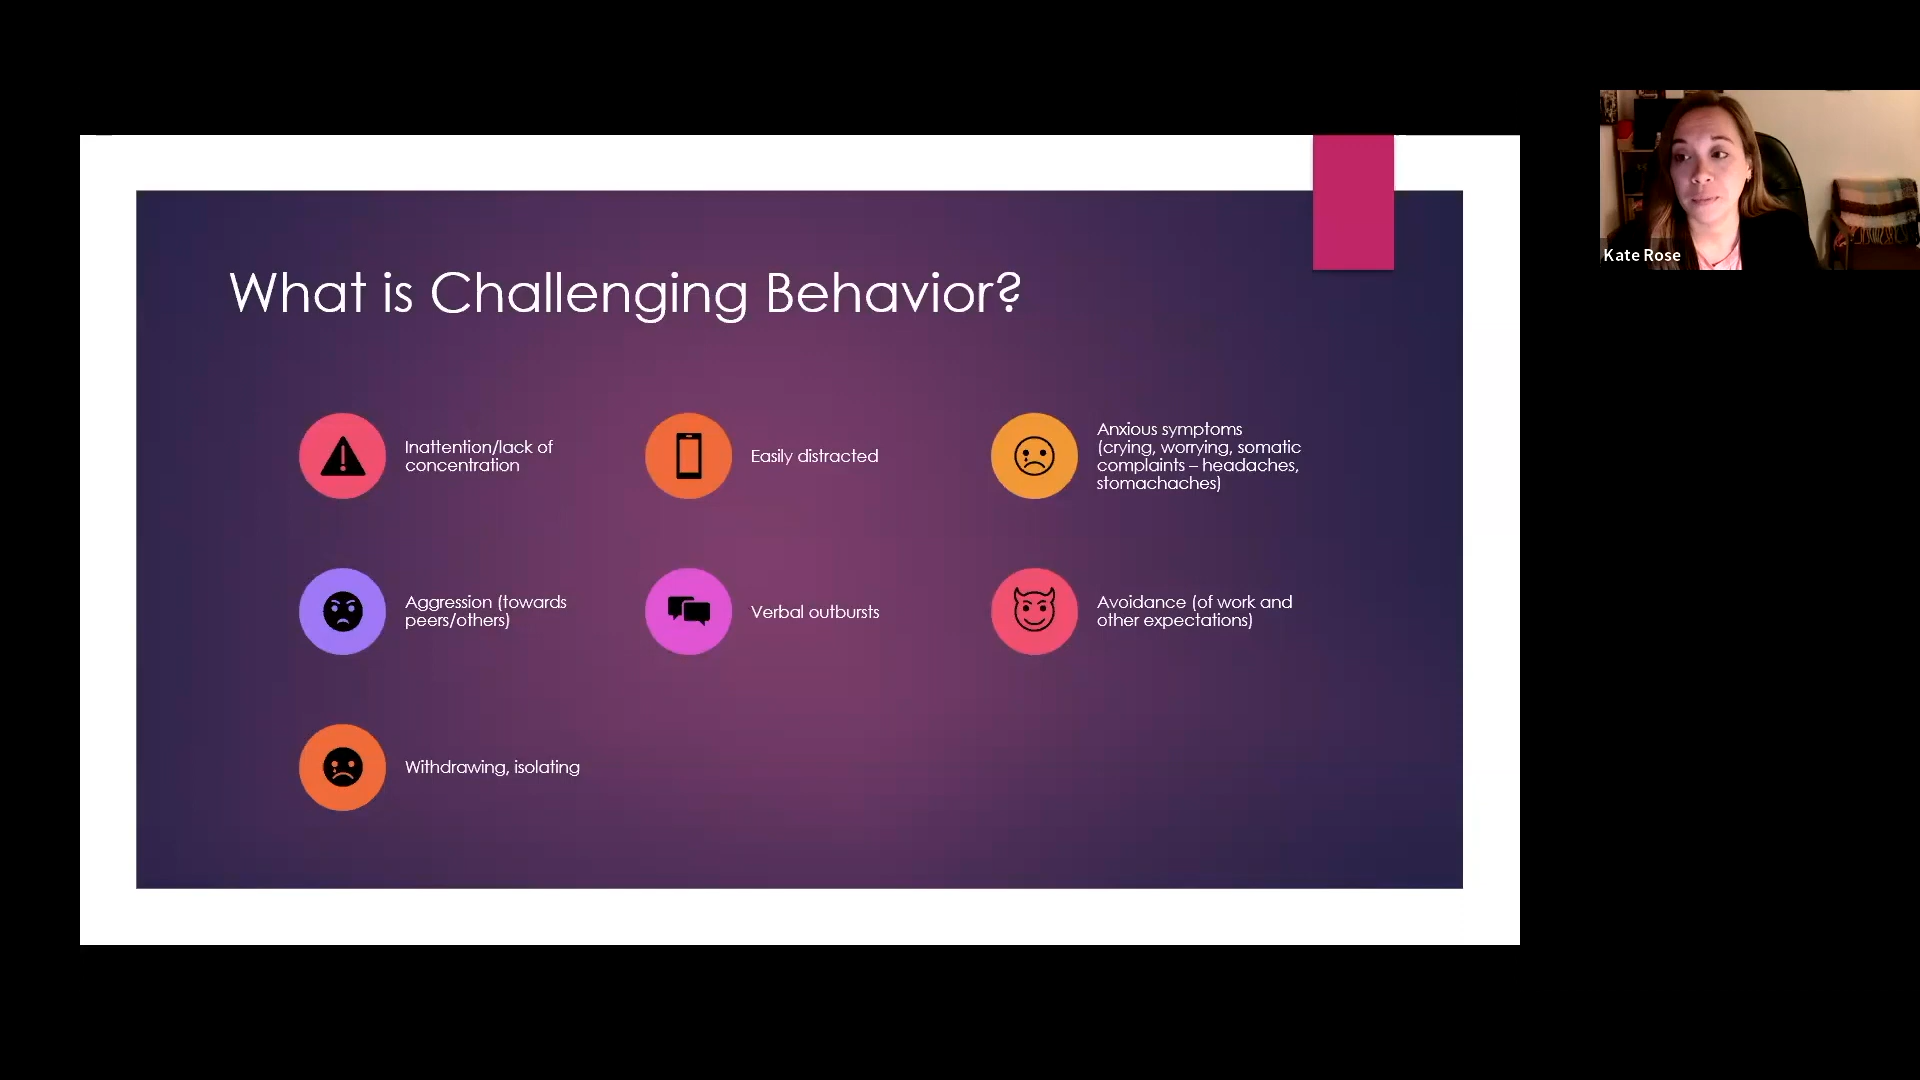 What is Challenging Behavior?
Inattention/lack of
concentration
Easily distracted
Anxious symptoms
(crying, worrying, somatic
complaints – headaches,
stomachaches)
Aggression (towards
peers/others)
Verbal outbursts
Avoidance (of work and
other expectations)
Withdrawing, isolating
Kate Rose